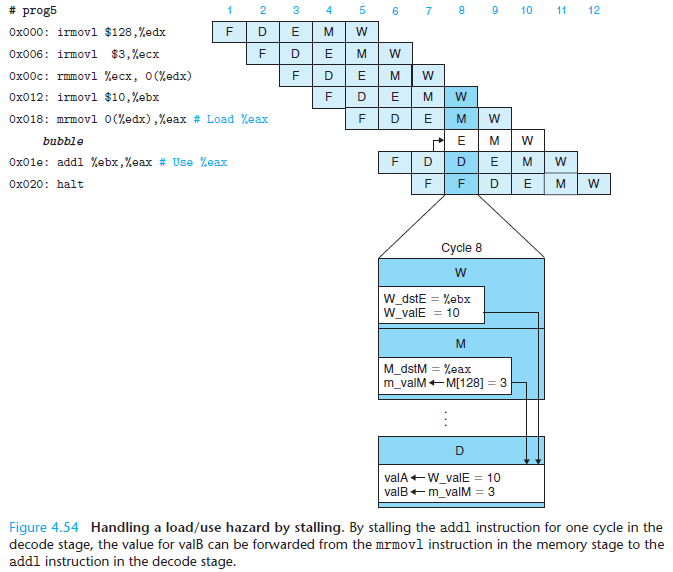 # prog5 1 2 3 4 5 6 7 8 9 10 11 12
0x000: irmovl $128,%edx F D E M W
0x006: irmovl $3,%ecx F D E M W
0x00c: rmmovl %ecx, 0(%edx) F D E M W
0x012: irmovl $10,%ebx F D E M W
0x018: mrmovl 0(%edx),%eax # Load %eax F D E M W
bubble E M W
0x01e: addl %ebx,%eax # Use %eax F D D E M W
0x020: halt F F D E M W
Cycle 8
W
W_dstE = %ebx
W_valE = 10
M
M_dstM = %eax
m_valM ← M[128] = 3
⋮
D
valA ← W_valE = 10
valB ← m_valM = 3
Figure 4.54 Handling a load/use hazard by stalling. By stalling the addl instruction for one cycle in the
decode stage, the value for valB can be forwarded from the mrmovl instruction in the memory stage to the
addl instruction in the decode stage.